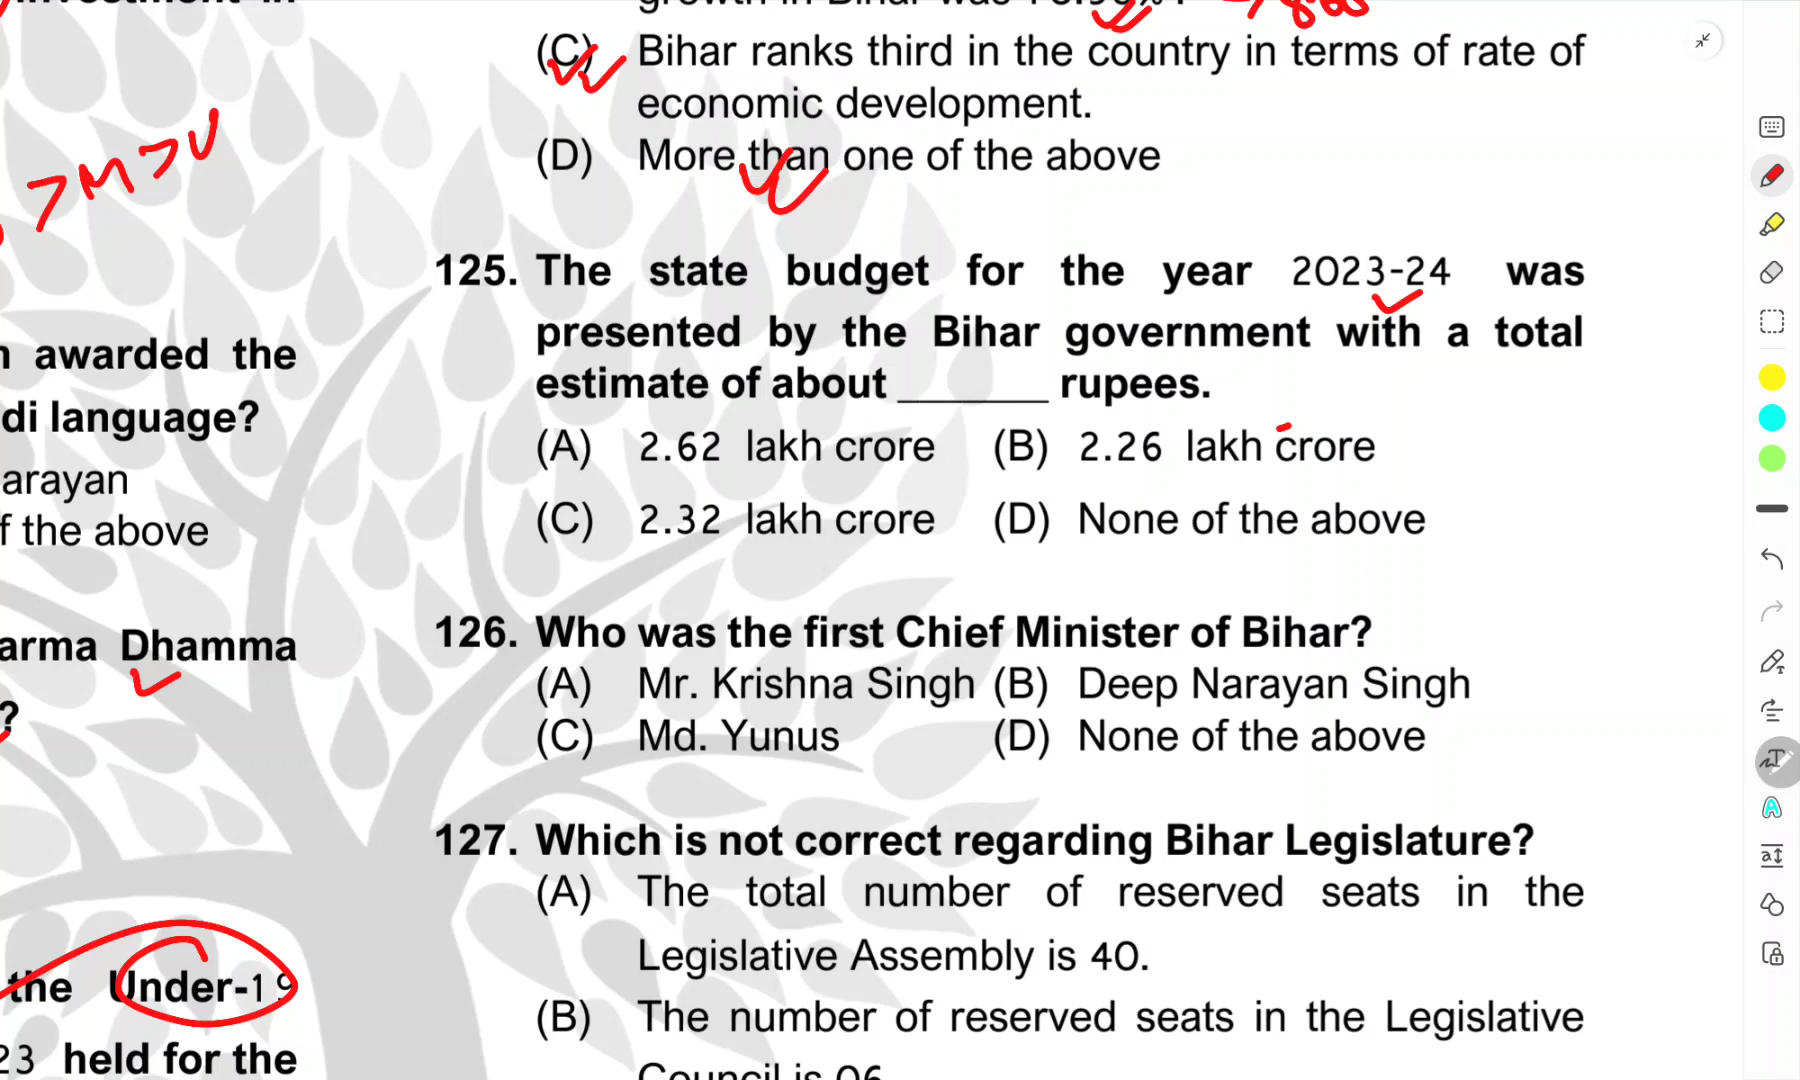 (C) Bihar ranks third in the country in terms of rate of
economic development.
(D) More than one of the above
>M>U
125. The state budget for the year 2023-24 was
presented by the Bihar government with a total
estimate of about ______ rupees.
(A) 2.62 lakh crore (B) 2.26 lakh crore
(C) 2.32 lakh crore (D) None of the above
126. Who was the first Chief Minister of Bihar?
(A) Mr. Krishna Singh (B) Deep Narayan Singh
(C) Md. Yunus (D) None of the above
127. Which is not correct regarding Bihar Legislature?
(A) The total number of reserved seats in the
Legislative Assembly is 40.
(B) The number of reserved seats in the Legislative
Council is 06
awarded the
di language?
arayan
f the above
arma Dhamma
?
the Under-19
23 held for the